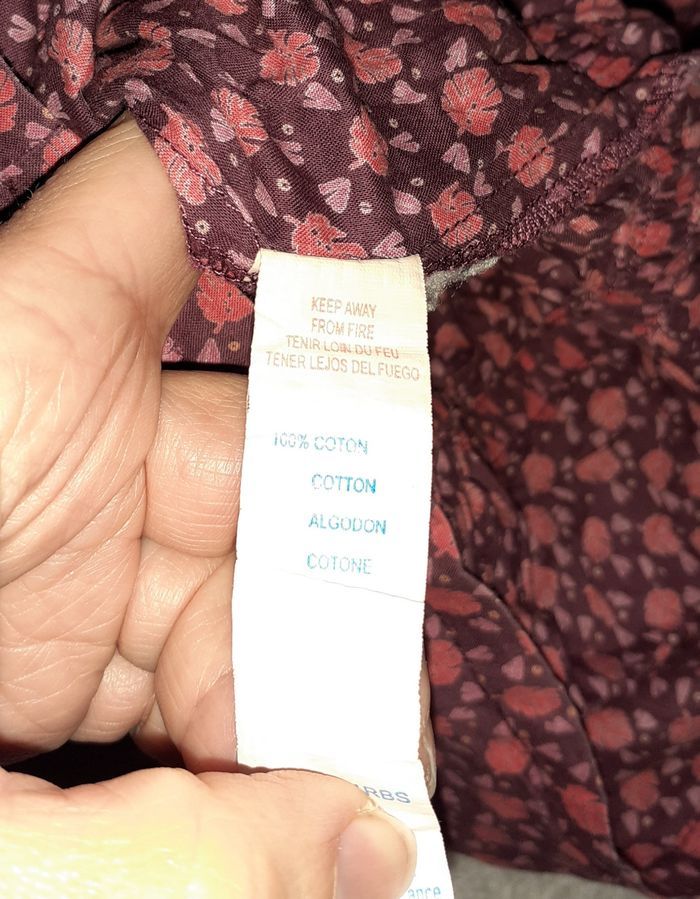 KEEP AWAY
FROM FIRE
TENIR LOIN DU FEU
TENER LEJOS DEL FUEGO
100% COTON
COTTON
ALGODON
COTONE